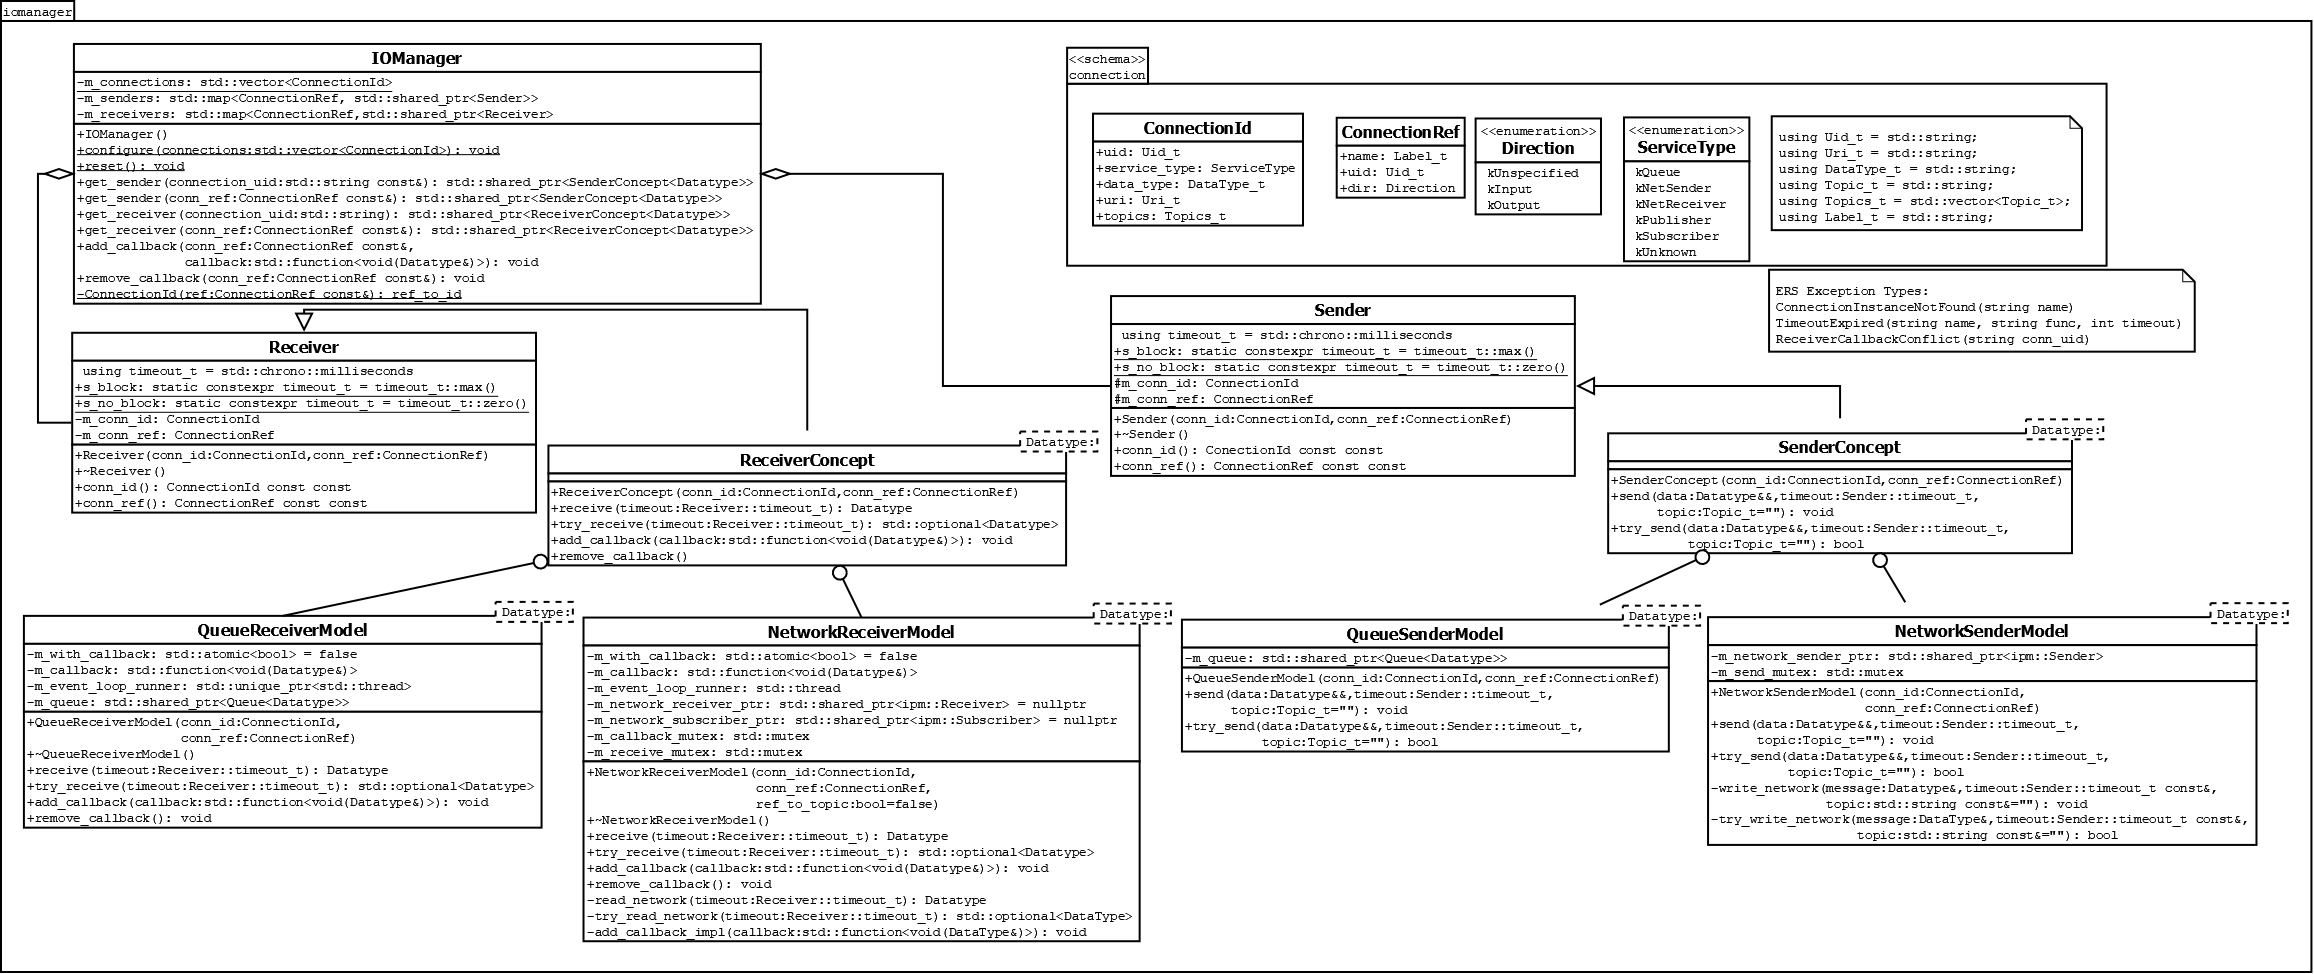 iomanager
IOManager
-m_connections: std::vector<ConnectionId>
-m_senders: std::map<ConnectionRef, std::shared_ptr<Sender>>
-m_receivers: std::map<ConnectionRef,std::shared_ptr<Receiver>
+IOManager()
+configure(connections:std::vector<ConnectionId>): void
+reset(): void
+get_sender(connection_uid:std::string const&): std::shared_ptr<SenderConcept<Datatype>>
+get_sender(conn_ref:ConnectionRef const&): std::shared_ptr<SenderConcept<Datatype>>
+get_receiver(connection_uid:std::string): std::shared_ptr<ReceiverConcept<Datatype>>
+get_receiver(conn_ref:ConnectionRef const&): std::shared_ptr<ReceiverConcept<Datatype>>
+add_callback(conn_ref:ConnectionRef const&,
callback:std::function<void(Datatype&)>): void
+remove_callback(conn_ref:ConnectionRef const&): void
-ConnectionId(ref:ConnectionRef const&): ref_to_id
<<schema>>
connection
ConnectionId
+uid: Uid_t
+service_type: ServiceType
+data_type: DataType_t
+uri: Uri_t
+topics: Topics_t
ConnectionRef
+name: Label_t
+uid: Uid_t
+dir: Direction
<<enumeration>>
Direction
kUnspecified
kInput
kOutput
<<enumeration>>
ServiceType
kQueue
kNetSender
kNetReceiver
kPublisher
kSubscriber
kUnknown
using Uid_t = std::string;
using Uri_t = std::string;
using DataType_t = std::string;
using Topic_t = std::string;
using Topics_t = std::vector<Topic_t>;
using Label_t = std::string;
ERS Exception Types:
ConnectionInstanceNotFound(string name)
TimeoutExpired(string name, string func, int timeout)
ReceiverCallbackConflict(string conn_uid)
Receiver
using timeout_t = std::chrono::milliseconds
+s_block: static constexpr timeout_t = timeout_t::max()
+s_no_block: static constexpr timeout_t = timeout_t::zero()
-m_conn_id: ConnectionId
-m_conn_ref: ConnectionRef
+Receiver(conn_id:ConnectionId,conn_ref:ConnectionRef)
+~Receiver()
+conn_id(): ConnectionId const const
+conn_ref(): ConnectionRef const const
Sender
using timeout_t = std::chrono::milliseconds
+s_block: static constexpr timeout_t = timeout_t::max()
+s_no_block: static constexpr timeout_t = timeout_t::zero()
#m_conn_id: ConnectionId
#m_conn_ref: ConnectionRef
+Sender(conn_id:ConnectionId,conn_ref:ConnectionRef)
+~Sender()
+conn_id(): ConectionId const const
+conn_ref(): ConnectionRef const const
Datatype:
ReceiverConcept
+ReceiverConcept(conn_id:ConnectionId,conn_ref:ConnectionRef)
+receive(timeout:Receiver::timeout_t): Datatype
+try_receive(timeout:Receiver::timeout_t): std::optional<Datatype>
+add_callback(callback:std::function<void(Datatype&)>): void
+remove_callback()
Datatype:
SenderConcept
+SenderConcept(conn_id:ConnectionId,conn_ref:ConnectionRef)
+send(data:Datatype&&,timeout:Sender::timeout_t,
topic:Topic_t=""): void
+try_send(data:Datatype&&,timeout:Sender::timeout_t,
topic:Topic_t=""): bool
Datatype:
QueueReceiverModel
-m_with_callback: std::atomic<bool> = false
-m_callback: std::function<void(Datatype&)>
-m_event_loop_runner: std::unique_ptr<std::thread>
-m_queue: std::shared_ptr<Queue<Datatype>>
+QueueReceiverModel(conn_id:ConnectionId,
conn_ref:ConnectionRef)
+~QueueReceiverModel()
+receive(timeout:Receiver::timeout_t): Datatype
+try_receive(timeout:Receiver::timeout_t): std::optional<Datatype>
+add_callback(callback:std::function<void(Datatype&)>): void
+remove_callback(): void
Datatype:
NetworkReceiverModel
-m_with_callback: std::atomic<bool> = false
-m_callback: std::function<void(Datatype&)>
-m_event_loop_runner: std::thread
-m_network_receiver_ptr: std::shared_ptr<ipm::Receiver> = nullptr
-m_network_subscriber_ptr: std::shared_ptr<ipm::Subscriber> = nullptr
-m_callback_mutex: std::mutex
-m_receive_mutex: std::mutex
+NetworkReceiverModel(conn_id:ConnectionId,
conn_ref:ConnectionRef,
ref_to_topic:bool=false)
+~NetworkReceiverModel()
+receive(timeout:Receiver::timeout_t): Datatype
+try_receive(timeout:Receiver::timeout_t): std::optional<Datatype>
+add_callback(callback:std::function<void(Datatype&)>): void
+remove_callback(): void
-read_network(timeout:Receiver::timeout_t): Datatype
-try_read_network(timeout:Receiver::timeout_t): std::optional<DataType>
-add_callback_impl(callback:std::function<void(DataType&)>): void
Datatype:
QueueSenderModel
-m_queue: std::shared_ptr<Queue<Datatype>>
+QueueSenderModel(conn_id:ConnectionId,conn_ref:ConnectionRef)
+send(data:Datatype&&,timeout:Sender::timeout_t,
topic:Topic_t=""): void
+try_send(data:Datatype&&,timeout:Sender::timeout_t,
topic:Topic_t=""): bool
Datatype:
NetworkSenderModel
-m_network_sender_ptr: std::shared_ptr<ipm::Sender>
-m_send_mutex: std::mutex
+NetworkSenderModel(conn_id:ConnectionId,
conn_ref:ConnectionRef)
+send(data:Datatype&&,timeout:Sender::timeout_t,
topic:Topic_t=""): void
+try_send(data:Datatype&&,timeout:Sender::timeout_t,
topic:Topic_t=""): bool
-write_network(message:Datatype&,timeout:Sender::timeout_t const&,
topic:std::string const&=""): void
-try_write_network(message:DataType&,timeout:Sender::timeout_t const&,
topic:std::string const&=""): bool